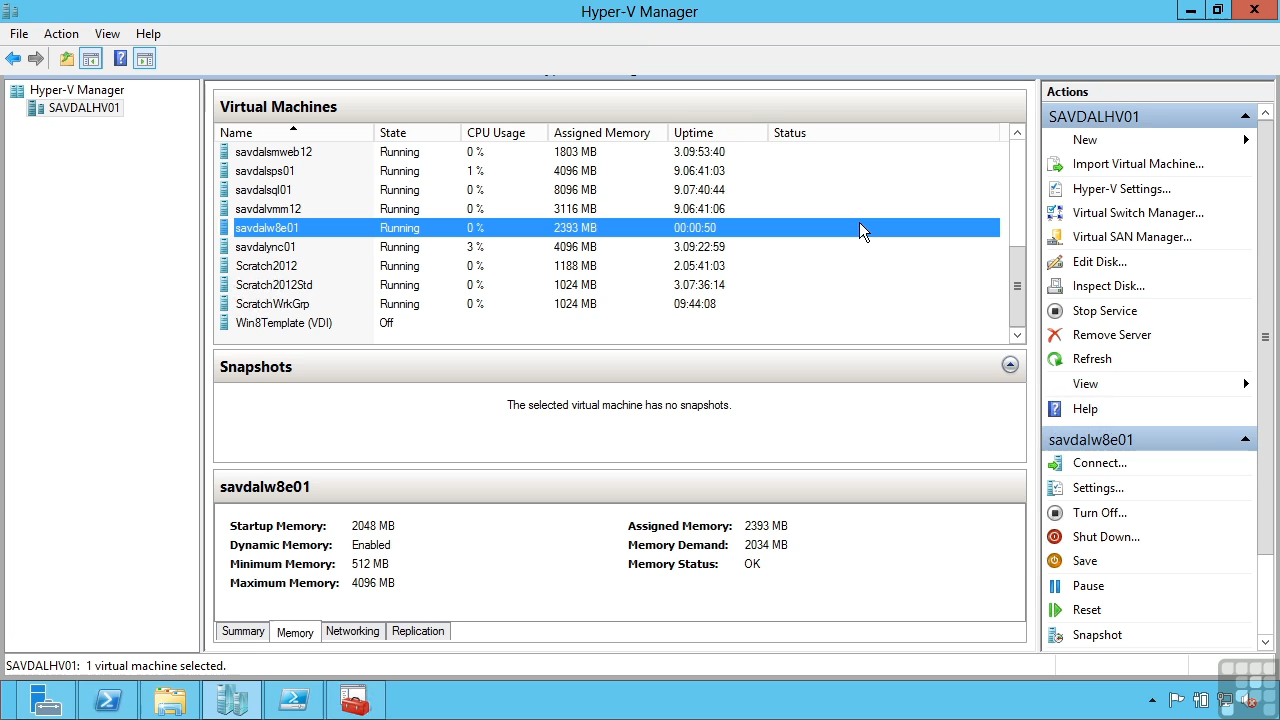 Hyper-V Manager
File Action View Help
Hyper-V Manager
SAVDALHV01
Virtual Machines
Name State CPU Usage Assigned Memory Uptime Status
savdalsmweb12 Running 0 % 1803 MB 3.09:53:40
savdalsps01 Running 1 % 4096 MB 9.06:41:03
savdalsql01 Running 0 % 8096 MB 9.07:40:44
savdalvmm12 Running 0 % 3116 MB 9.06:41:06
savdalw8e01 Running 0 % 2393 MB 00:00:50
savdalync01 Running 3 % 4096 MB 3.09:22:59
Scratch2012 Running 0 % 1188 MB 2.05:41:03
Scratch2012Std Running 0 % 1024 MB 3.07:36:14
ScratchWrkGrp Running 0 % 1024 MB 09:44:08
Win8Template (VDI) Off
Snapshots
The selected virtual machine has no snapshots.
savdalw8e01
Startup Memory: 2048 MB Assigned Memory: 2393 MB
Dynamic Memory: Enabled Memory Demand: 2034 MB
Minimum Memory: 512 MB Memory Status: OK
Maximum Memory: 4096 MB
Summary Memory Networking Replication
Actions
SAVDALHV01
New
Import Virtual Machine...
Hyper-V Settings...
Virtual Switch Manager...
Virtual SAN Manager...
Edit Disk...
Inspect Disk...
Stop Service
Remove Server
Refresh
View
Help
savdalw8e01
Connect...
Settings...
Turn Off...
Shut Down...
Save
Pause
Reset
Snapshot
SAVDALHV01: 1 virtual machine selected.